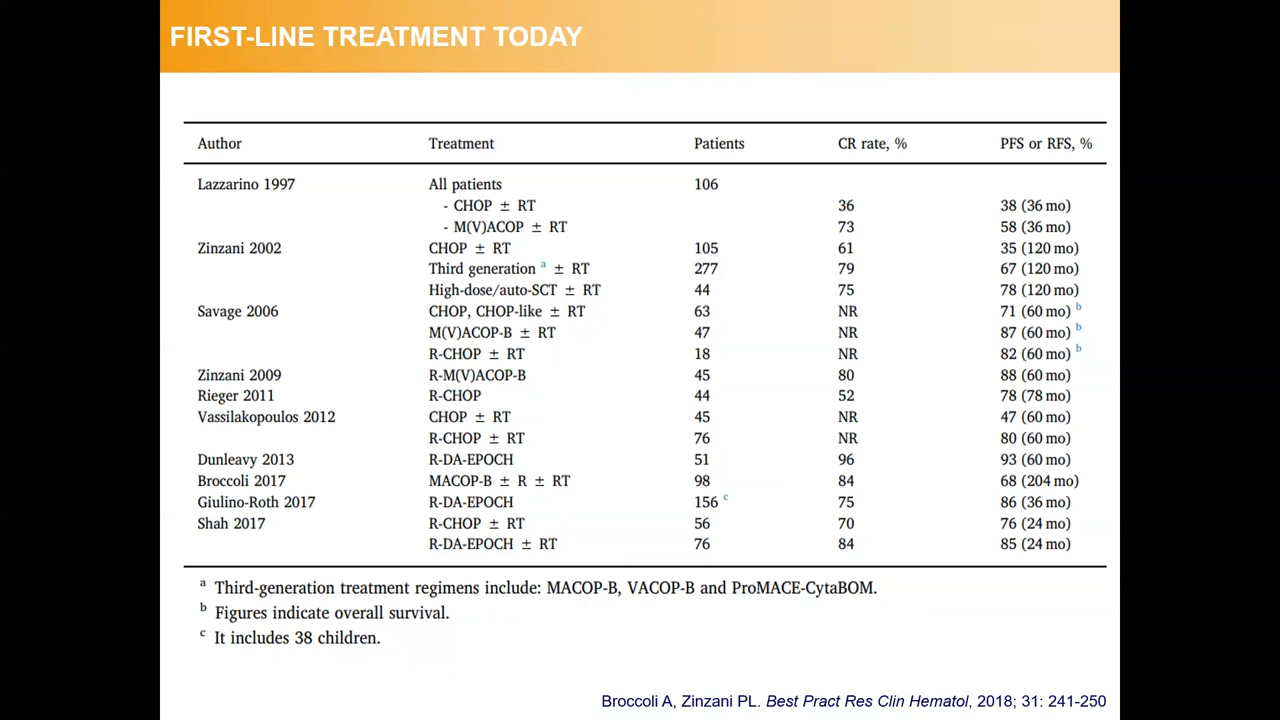 FIRST-LINE TREATMENT TODAY
Author Treatment Patients CR rate, % PFS or RFS, %
Lazzarino 1997 All patients 106
- CHOP ± RT 36 38 (36 mo)
- M(V)ACOP ± RT 73 58 (36 mo)
Zinzani 2002 CHOP ± RT 105 61 35 (120 mo)
Third generation a ± RT 277 79 67 (120 mo)
High-dose/auto-SCT ± RT 44 75 78 (120 mo)
Savage 2006 CHOP, CHOP-like ± RT 63 NR 71 (60 mo) b
M(V)ACOP-B ± RT 47 NR 87 (60 mo) b
R-CHOP ± RT 18 NR 82 (60 mo) b
Zinzani 2009 R-M(V)ACOP-B 45 80 88 (60 mo)
Rieger 2011 R-CHOP 44 52 78 (78 mo)
Vassilakopoulos 2012 CHOP ± RT 45 NR 47 (60 mo)
R-CHOP ± RT 76 NR 80 (60 mo)
Dunleavy 2013 R-DA-EPOCH 51 96 93 (60 mo)
Broccoli 2017 MACOP-B ± R ± RT 98 84 68 (204 mo)
Giulino-Roth 2017 R-DA-EPOCH 156 c 75 86 (36 mo)
Shah 2017 R-CHOP ± RT 56 70 76 (24 mo)
R-DA-EPOCH ± RT 76 84 85 (24 mo)
a Third-generation treatment regimens include: MACOP-B, VACOP-B and ProMACE-CytaBOM.
b Figures indicate overall survival.
c It includes 38 children.
Broccoli A, Zinzani PL. Best Pract Res Clin Hematol, 2018; 31: 241-250